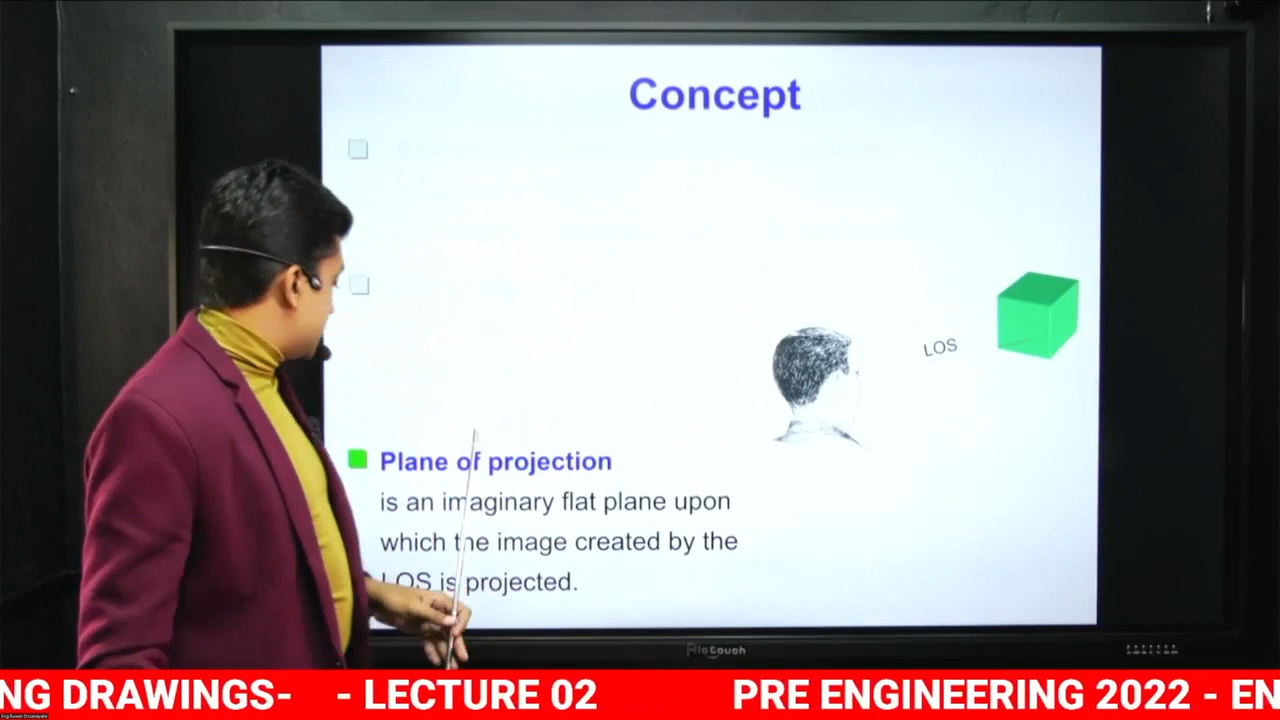 Concept
LOS
Plane of projection
is an imaginary flat plane upon
which the image created by the
LOS is projected.
NG DRAWINGS- - LECTURE 02 PRE ENGINEERING 2022 - EN